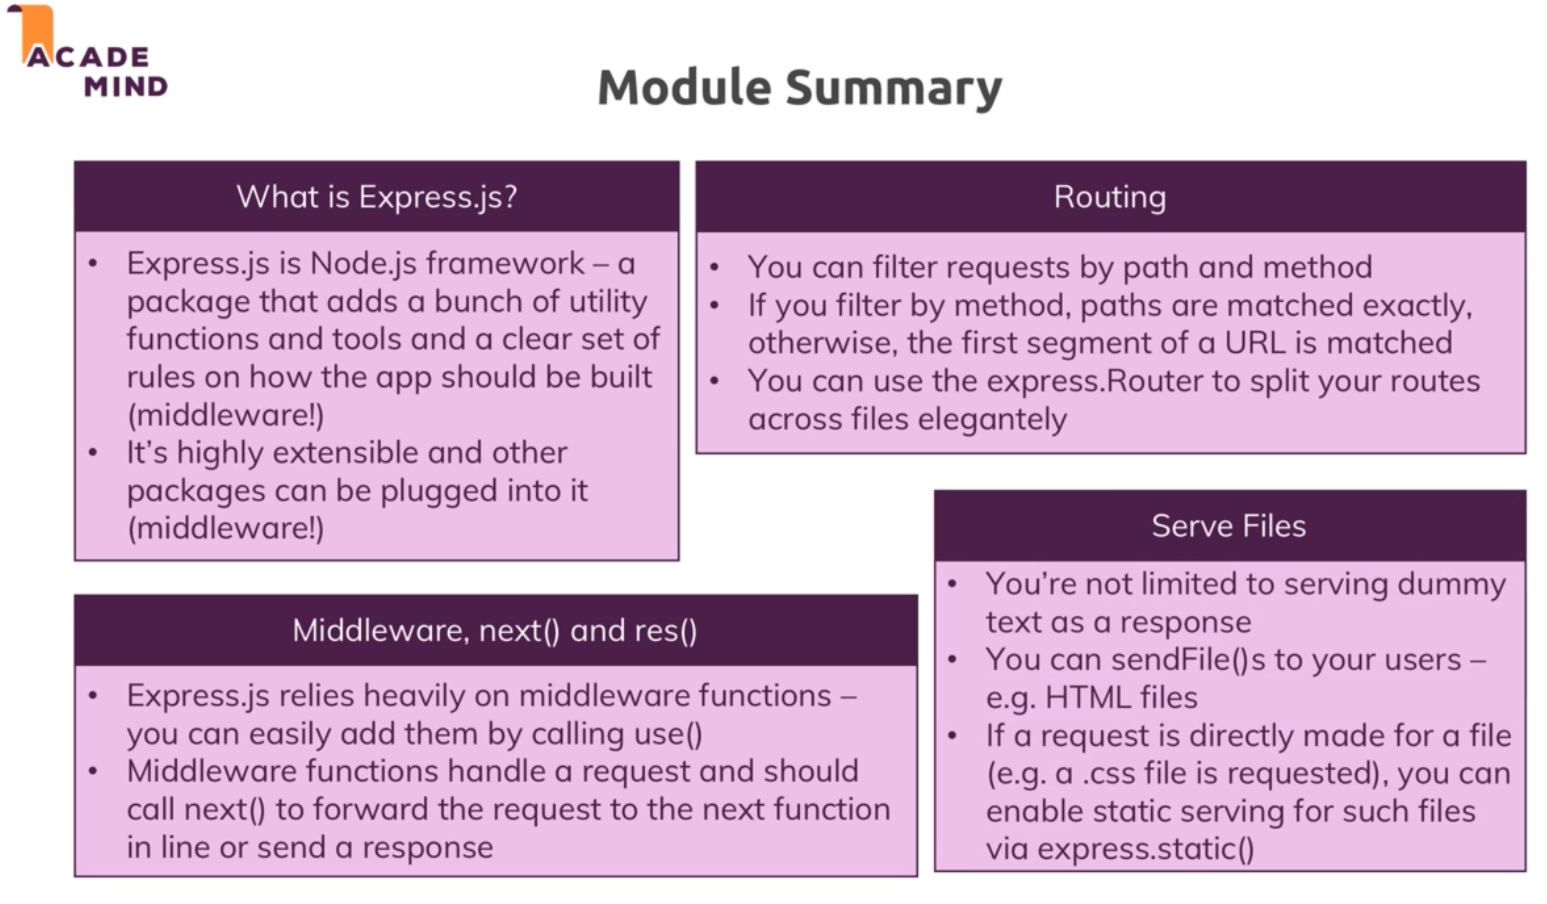 ACADE
MIND
Module Summary
What is Express.js?
• Express.js is Node.js framework – a
package that adds a bunch of utility
functions and tools and a clear set of
rules on how the app should be built
(middleware!)
• It’s highly extensible and other
packages can be plugged into it
(middleware!)
Routing
• You can filter requests by path and method
• If you filter by method, paths are matched exactly,
otherwise, the first segment of a URL is matched
• You can use the express.Router to split your routes
across files elegantely
Middleware, next() and res()
• Express.js relies heavily on middleware functions –
you can easily add them by calling use()
• Middleware functions handle a request and should
call next() to forward the request to the next function
in line or send a response
Serve Files
• You’re not limited to serving dummy
text as a response
• You can sendFile()s to your users –
e.g. HTML files
• If a request is directly made for a file
(e.g. a .css file is requested), you can
enable static serving for such files
via express.static()